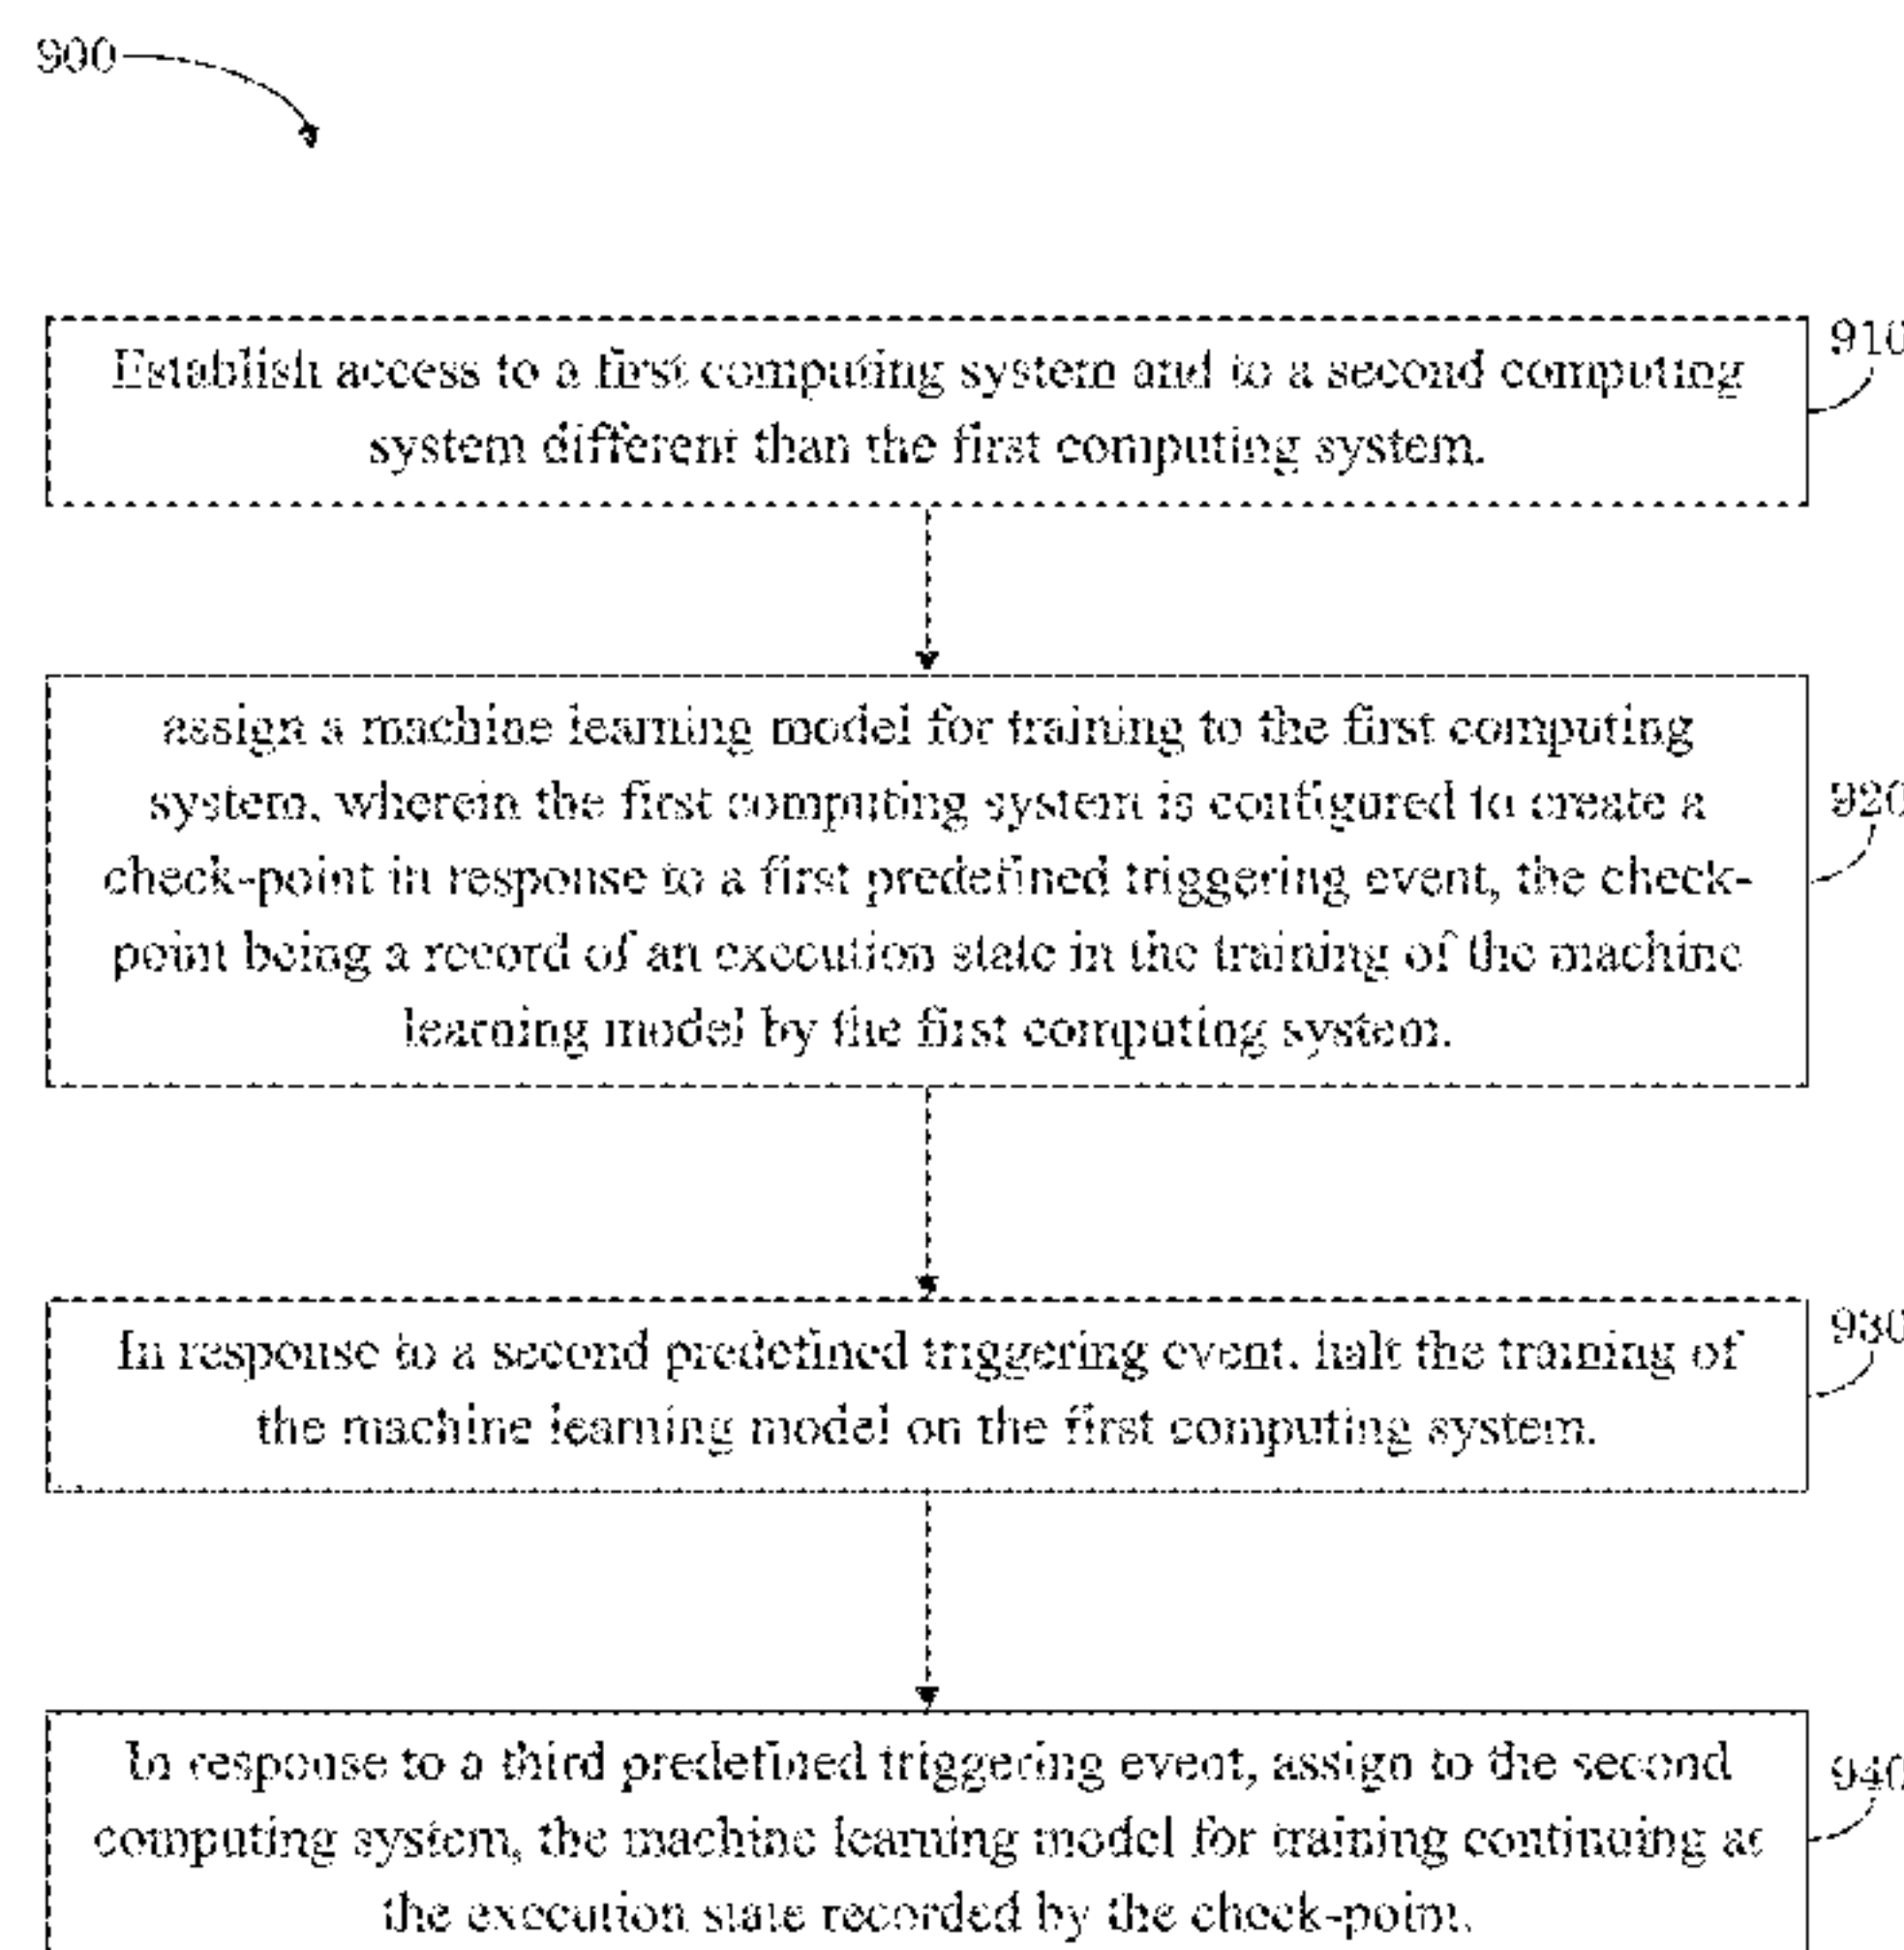 900
910
Establish access to a first computing system and to a second computing
system different than the first computing system.
920
assign a machine learning model for training to the first computing
system, wherein the first computing system is configured to create a
check-point in response to a first predefined triggering event, the check-
point being a record of an execution state in the training of the machine
learning model by the first computing system.
930
In response to a second predefined triggering event, halt the training of
the machine learning model on the first computing system.
940
In response to a third predefined triggering event, assign to the second
computing system, the machine learning model for training continuing at
the execution state recorded by the check-point.